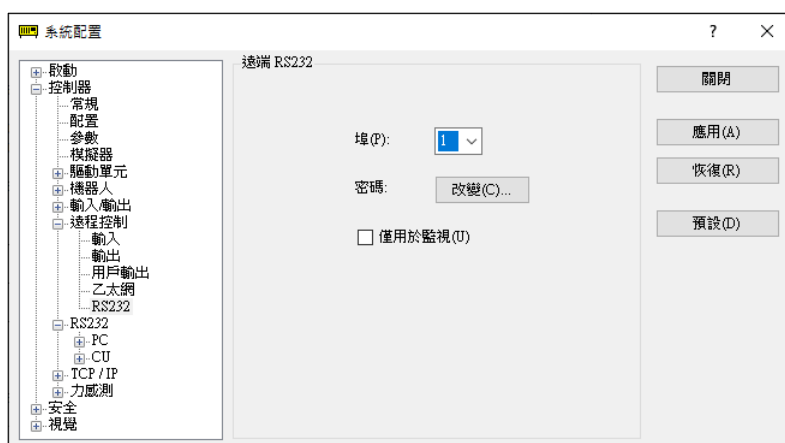 系統配置
?
啟動
控制器
常規
配置
參數
模擬器
驅動單元
機器人
輸入/輸出
遠程控制
輸入
輸出
用戶輸出
乙太網
RS232
RS232
PC
CU
TCP / IP
力感測
安全
視覺
遠端 RS232
埠(P):
1
密碼:
改變(C)...
僅用於監視(U)
關閉
應用(A)
恢復(R)
預設(D)